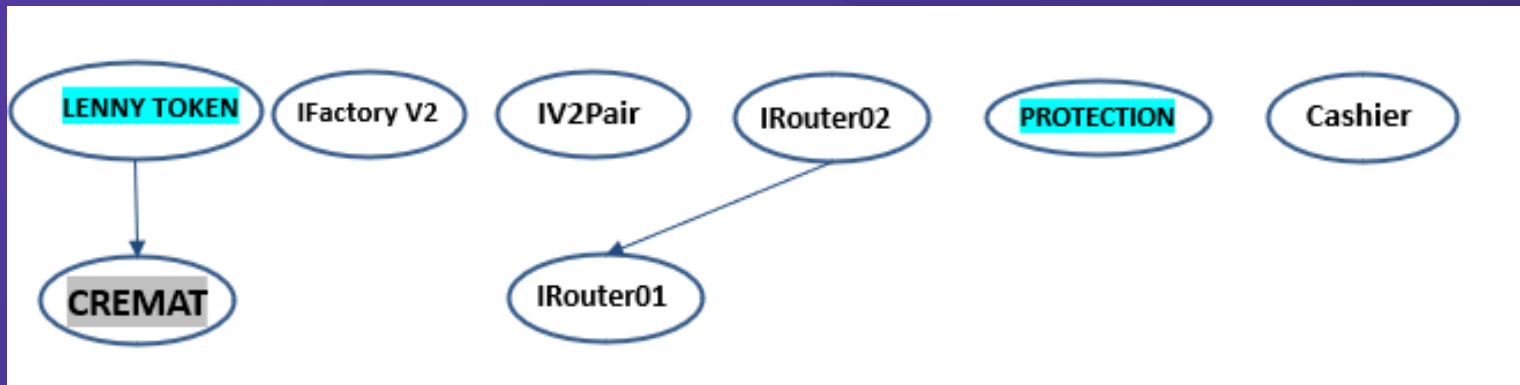 LENNY TOKEN
IFactory V2
IV2Pair
IRouter02
PROTECTION
Cashier
CREMAT
IRouter01